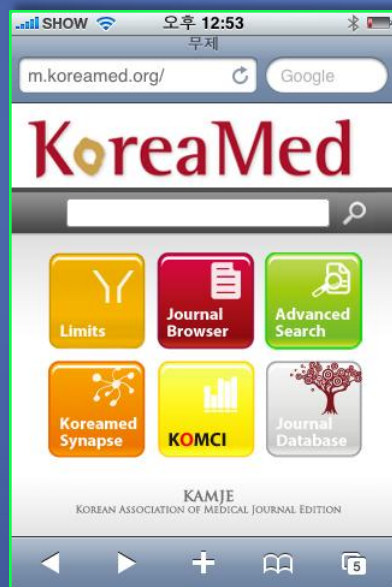 SHOW 오후 12:53
무제
m.koreamed.org/ Google
KoreaMed
Limits
Journal Browser
Advanced Search
Koreamed Synapse
KOMCI
Journal Database
KAMJE
KOREAN ASSOCIATION OF MEDICAL JOURNAL EDITION
5